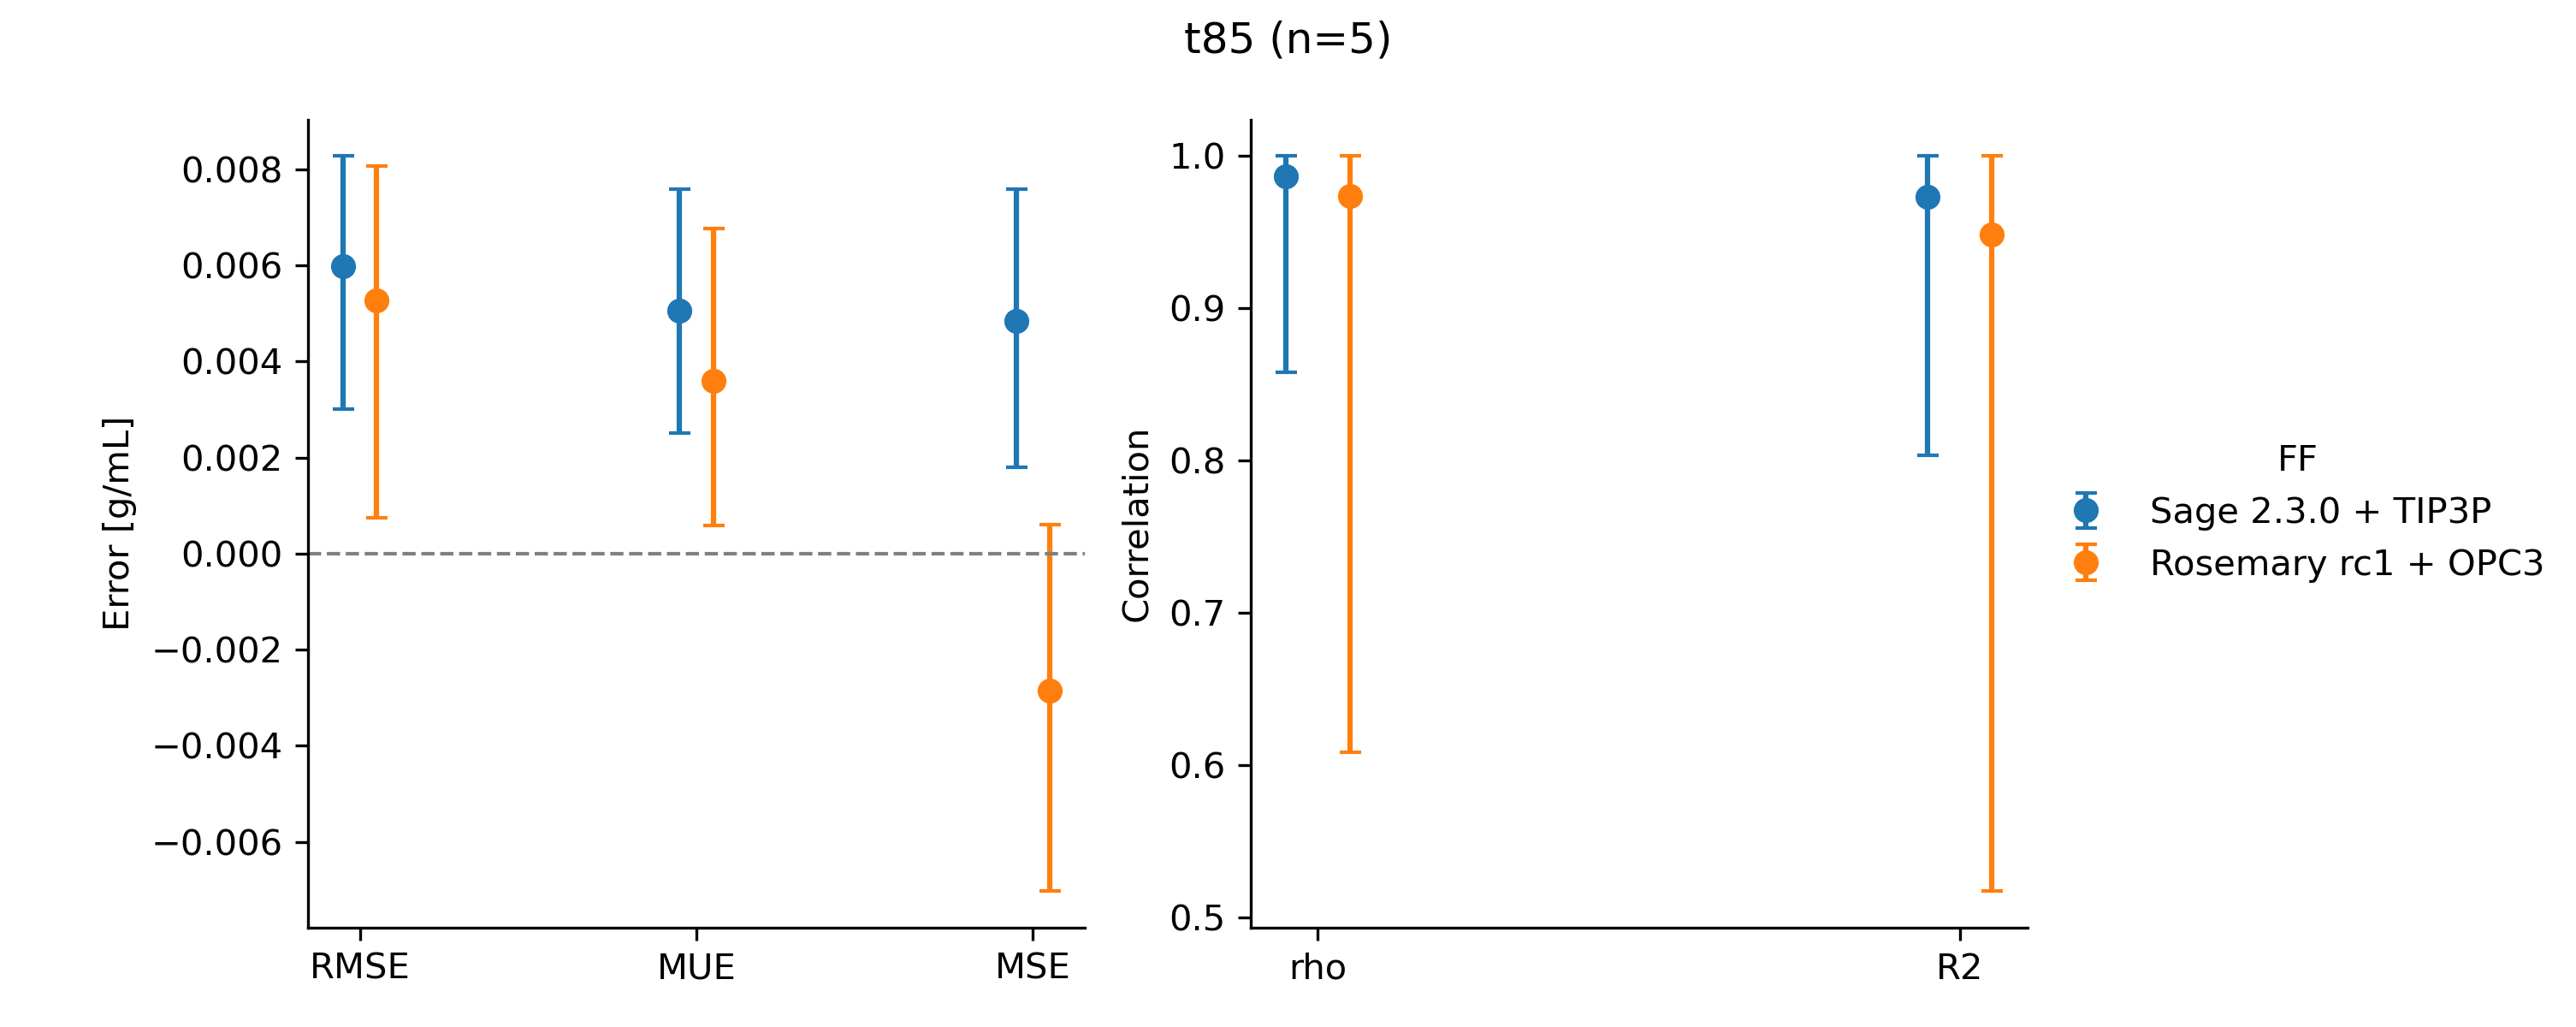 t85 (n=5)
Error [g/mL]
0.008
0.006
0.004
0.002
0.000
−0.002
−0.004
−0.006
RMSE
MUE
MSE
Correlation
1.0
0.9
0.8
0.7
0.6
0.5
rho
R2
FF
Sage 2.3.0 + TIP3P
Rosemary rc1 + OPC3